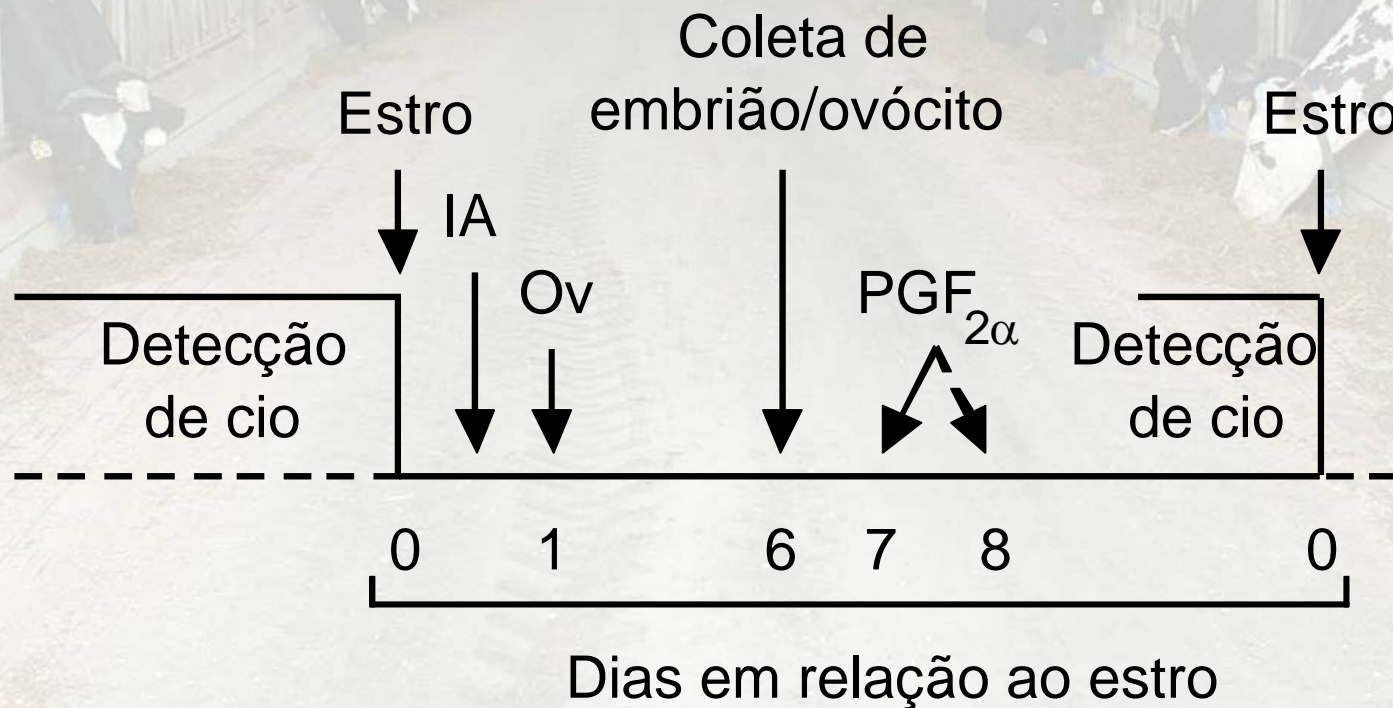 Coleta de
embrião/ovócito
Estro
Estro
IA
Ov
PGF2α
Detecção
de cio
Detecção
de cio
0 1 6 7 8 0
Dias em relação ao estro